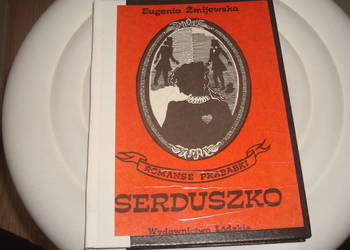 Eugenia Żmijewska
ROMANSE PRABABKI
SERDUSZKO
Wydawnictwo Łódzkie